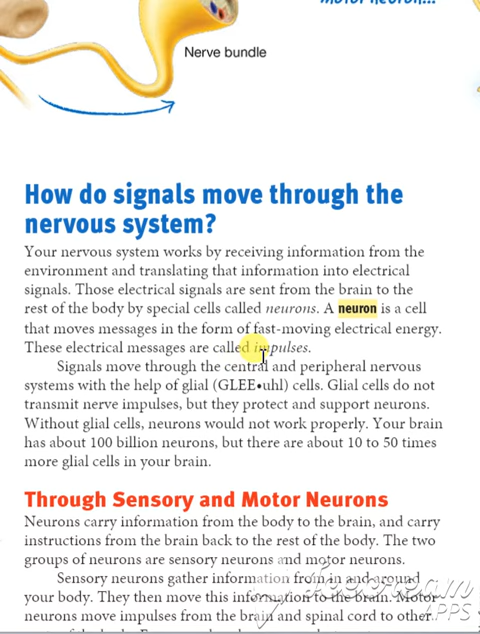 motor neuron...
Nerve bundle
How do signals move through the
nervous system?
Your nervous system works by receiving information from the
environment and translating that information into electrical
signals. Those electrical signals are sent from the brain to the
rest of the body by special cells called neurons. A neuron is a cell
that moves messages in the form of fast-moving electrical energy.
These electrical messages are called impulses.
Signals move through the central and peripheral nervous
systems with the help of glial (GLEE•uhl) cells. Glial cells do not
transmit nerve impulses, but they protect and support neurons.
Without glial cells, neurons would not work properly. Your brain
has about 100 billion neurons, but there are about 10 to 50 times
more glial cells in your brain.
Through Sensory and Motor Neurons
Neurons carry information from the body to the brain, and carry
instructions from the brain back to the rest of the body. The two
groups of neurons are sensory neurons and motor neurons.
Sensory neurons gather information from in and around
your body. They then move this information to the brain. Motor
neurons move impulses from the brain and spinal cord to other
icecream
APPS